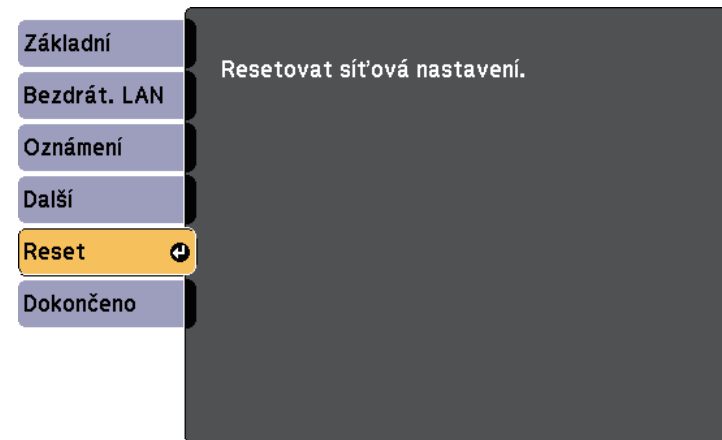 Základní
Bezdrát. LAN
Oznámení
Další
Reset
Dokončeno
Resetovat síťová nastavení.